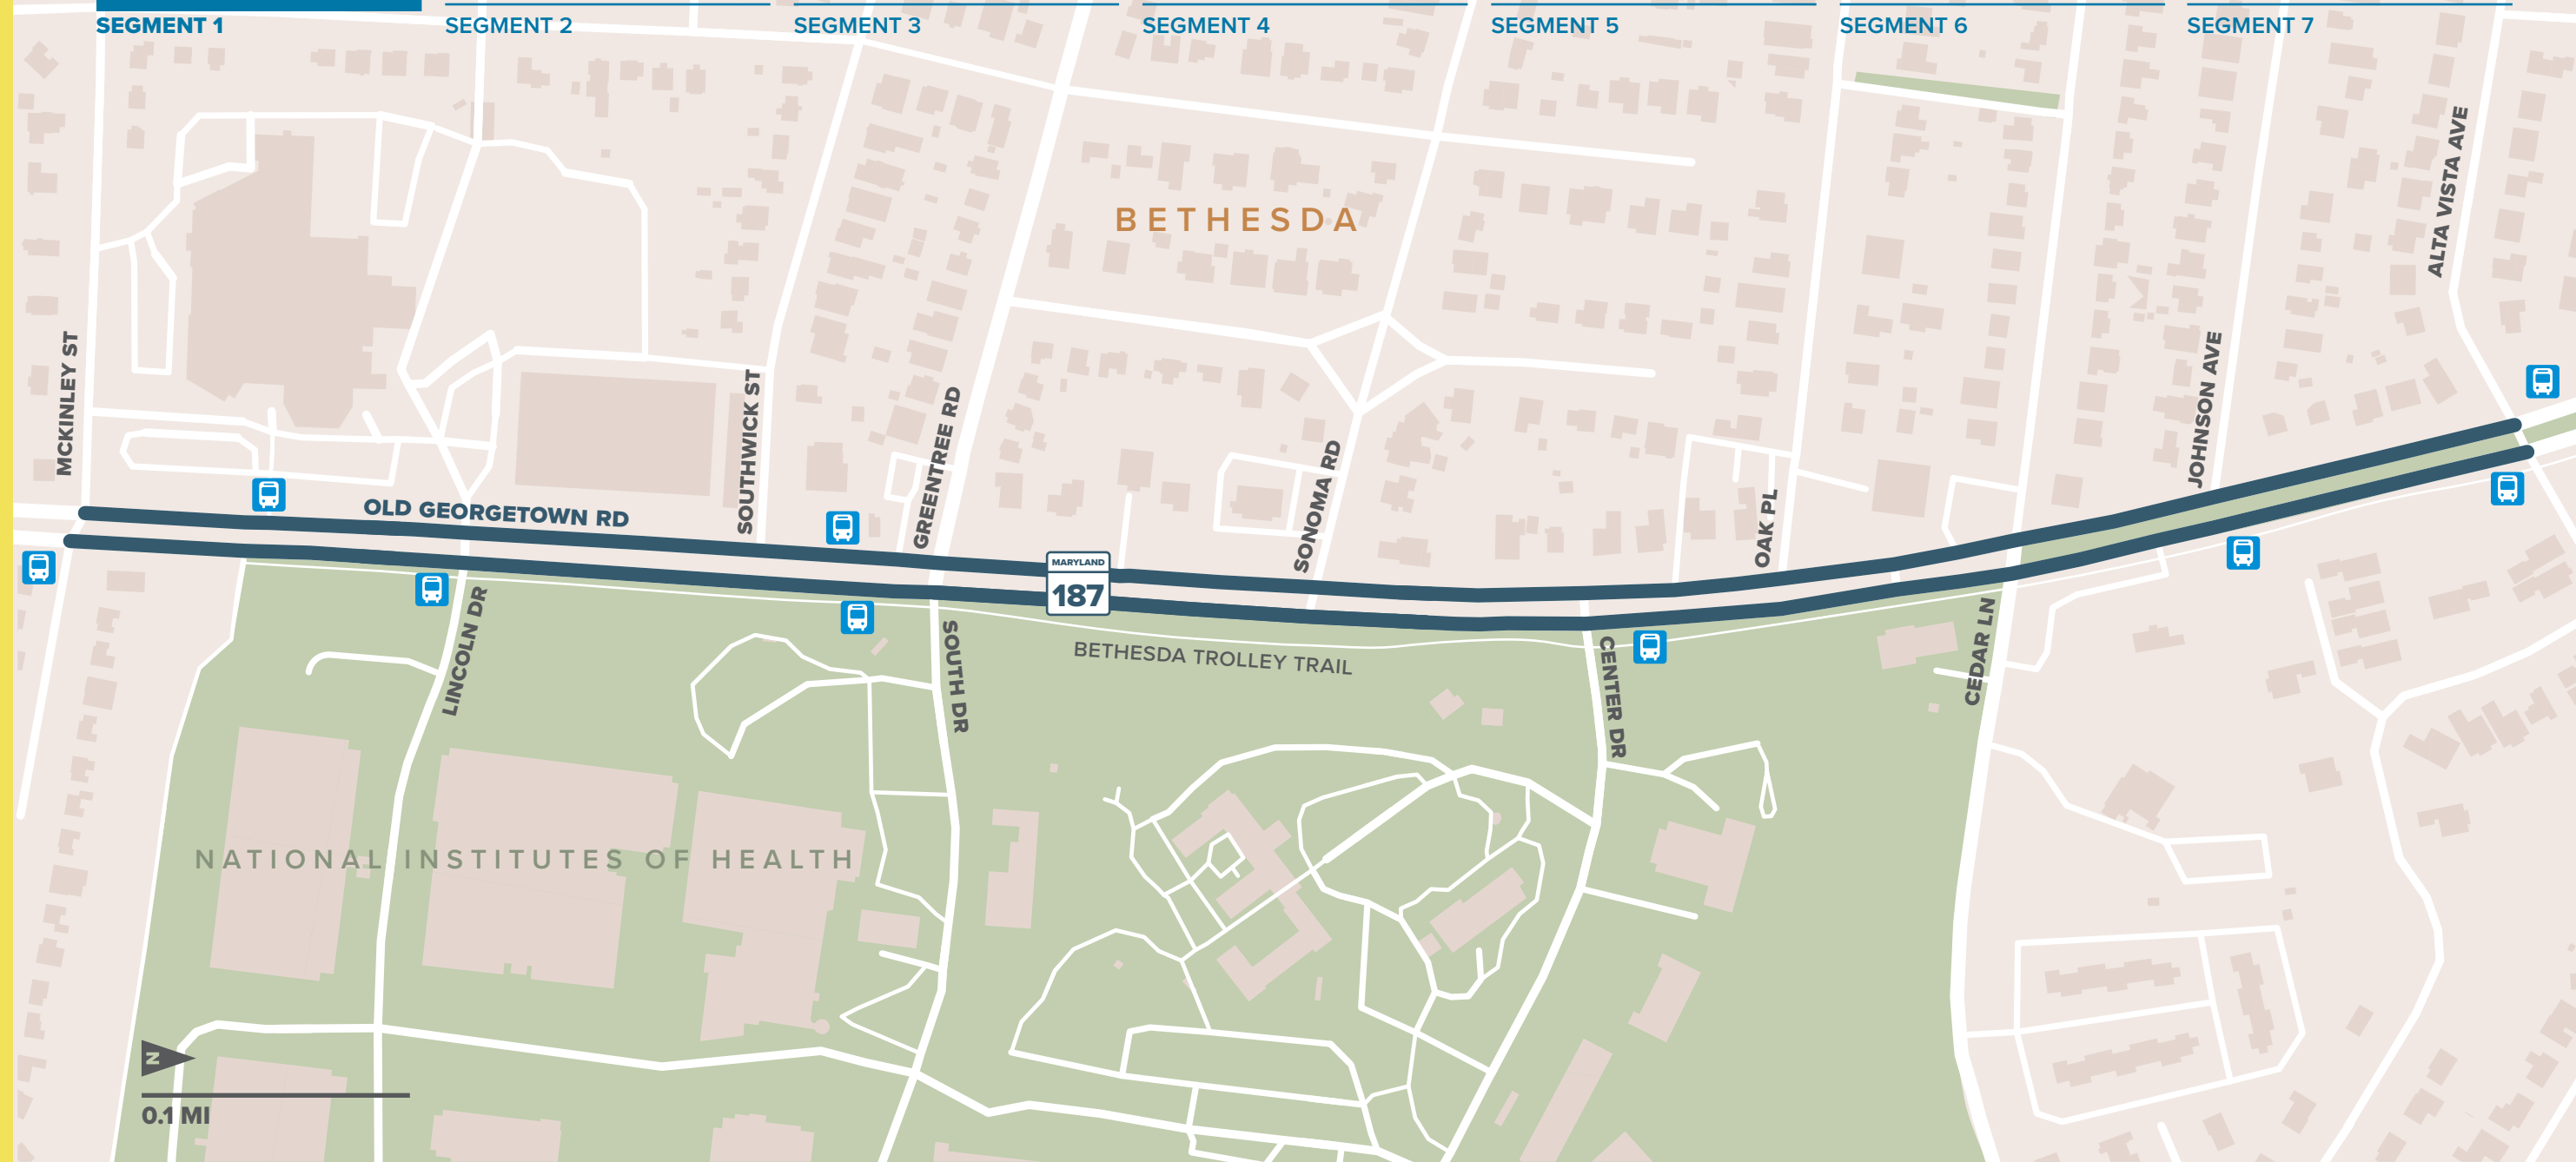 SEGMENT 1
SEGMENT 2
SEGMENT 3
SEGMENT 4
SEGMENT 5
SEGMENT 6
SEGMENT 7
BETHESDA
ALTA VISTA AVE
MCKINLEY ST
SOUTHWICK ST
GREENTREE RD
SONOMA RD
OAK PL
JOHNSON AVE
OLD GEORGETOWN RD
MARYLAND
187
LINCOLN DR
SOUTH DR
BETHESDA TROLLEY TRAIL
CENTER DR
CEDAR LN
NATIONAL INSTITUTES OF HEALTH
N
0.1 MI